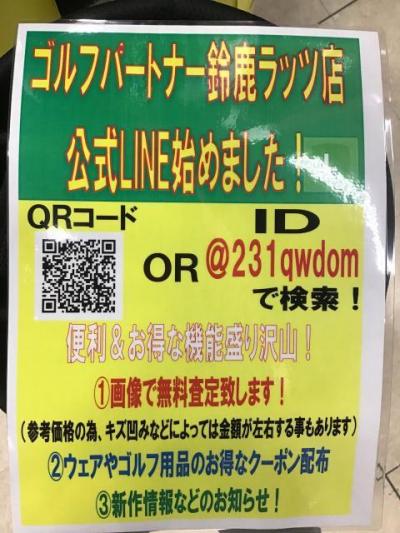 ゴルフパートナー鈴鹿ラッツ店
公式LINE始めました！
QRコード
OR
ID
@231qwdom
で検索！
便利＆お得な機能盛り沢山！
①画像で無料査定致します！
（参考価格の為、キズ凹みなどによっては金額が左右する事もあります）
②ウェアやゴルフ用品のお得なクーポン配布
③新作情報などのお知らせ！